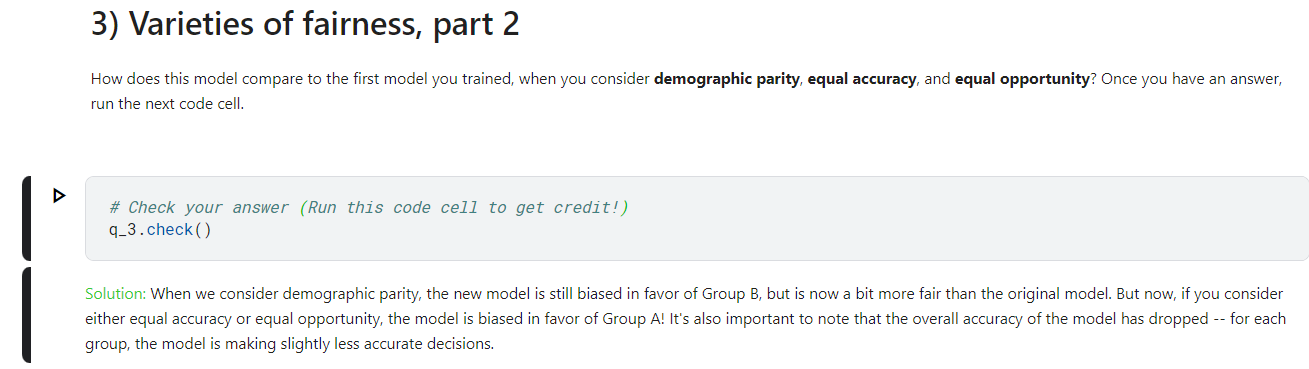 3) Varieties of fairness, part 2
How does this model compare to the first model you trained, when you consider demographic parity, equal accuracy, and equal opportunity? Once you have an answer,
run the next code cell.
# Check your answer (Run this code cell to get credit!)
q_3.check()
Solution: When we consider demographic parity, the new model is still biased in favor of Group B, but is now a bit more fair than the original model. But now, if you consider
either equal accuracy or equal opportunity, the model is biased in favor of Group A! It's also important to note that the overall accuracy of the model has dropped -- for each
group, the model is making slightly less accurate decisions.